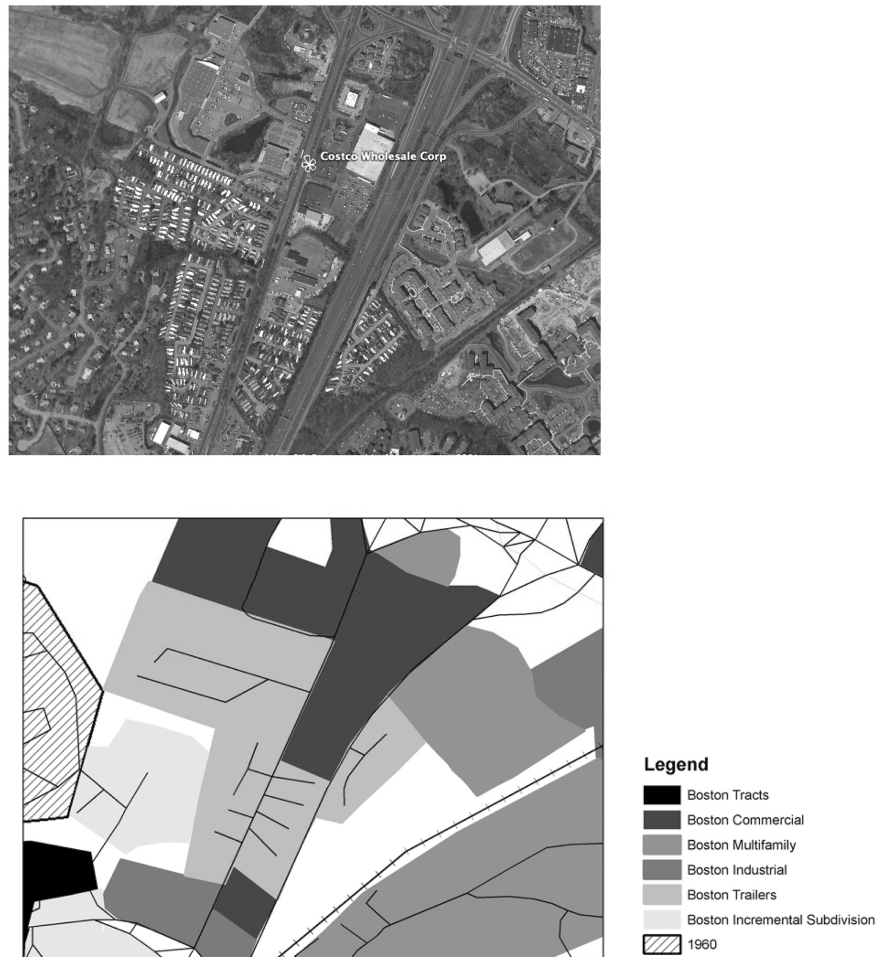 Costco Wholesale Corp
Legend
Boston Tracts
Boston Commercial
Boston Multifamily
Boston Industrial
Boston Trailers
Boston Incremental Subdivision
1960